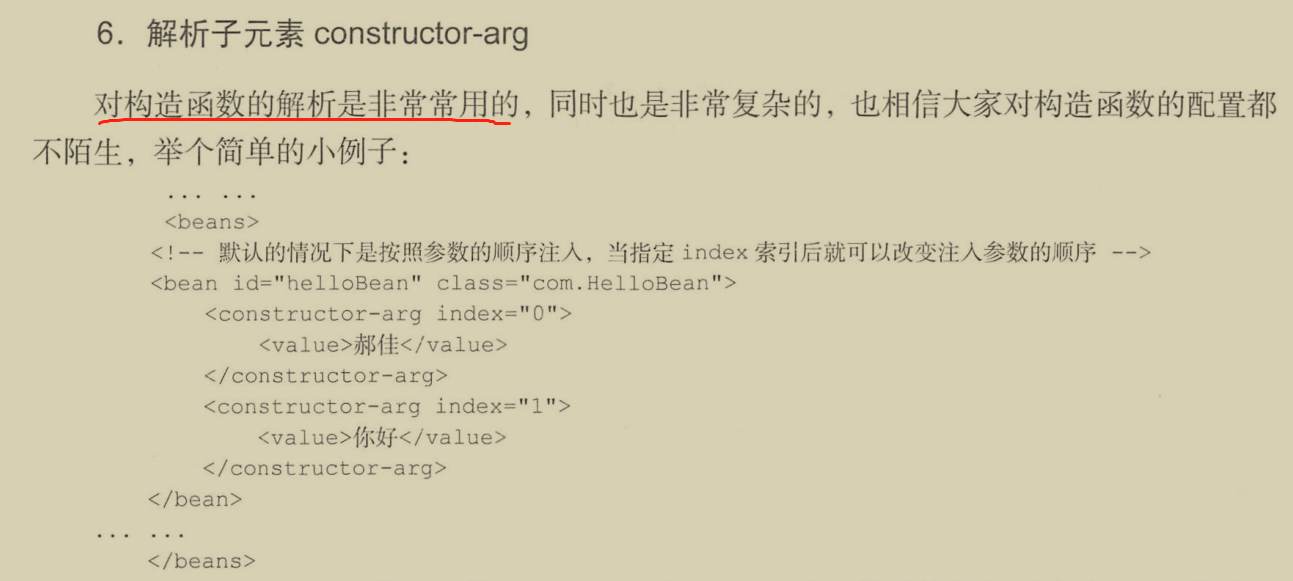 6. 解析子元素 constructor-arg
对构造函数的解析是非常常用的，同时也是非常复杂的，也相信大家对构造函数的配置都
不陌生，举个简单的小例子：
... ...
<beans>
<!-- 默认的情况下是按照参数的顺序注入，当指定 index 索引后就可以改变注入参数的顺序 -->
<bean id="helloBean" class="com.HelloBean">
<constructor-arg index="0">
<value>郝佳</value>
</constructor-arg>
<constructor-arg index="1">
<value>你好</value>
</constructor-arg>
</bean>
... ...
</beans>